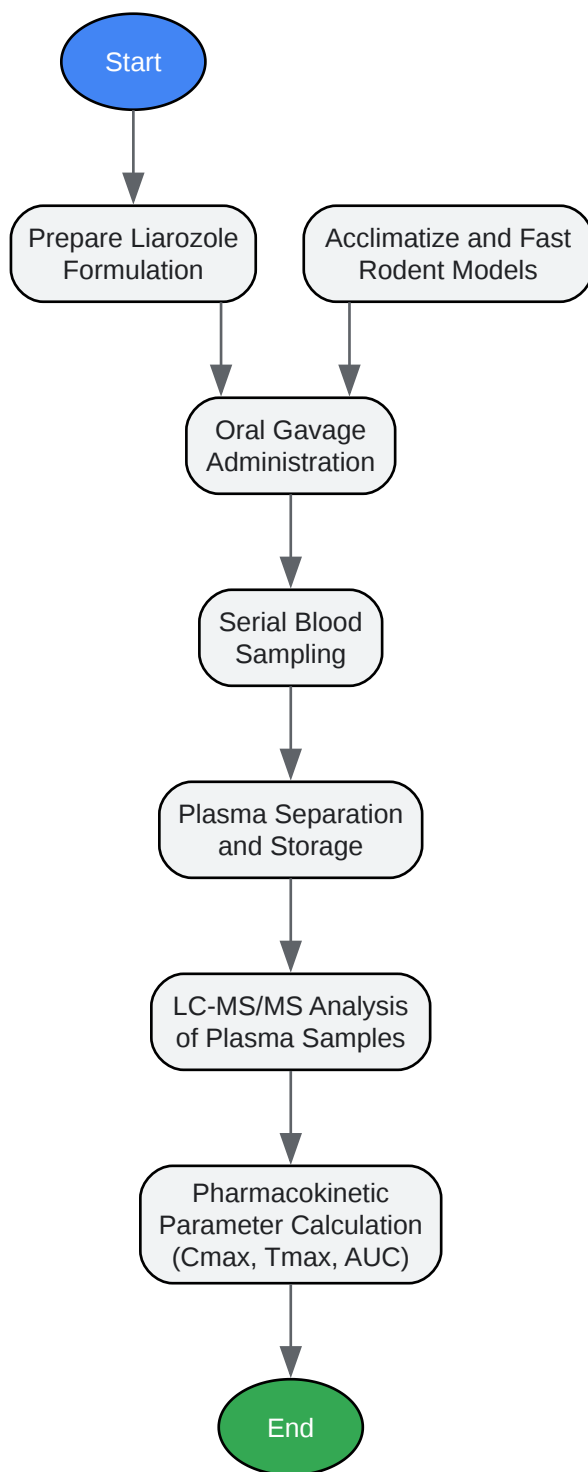 Start
Prepare Liarozole
Formulation
Acclimatize and Fast
Rodent Models
Oral Gavage
Administration
Serial Blood
Sampling
Plasma Separation
and Storage
LC-MS/MS Analysis
of Plasma Samples
Pharmacokinetic
Parameter Calculation
(Cmax, Tmax, AUC)
End